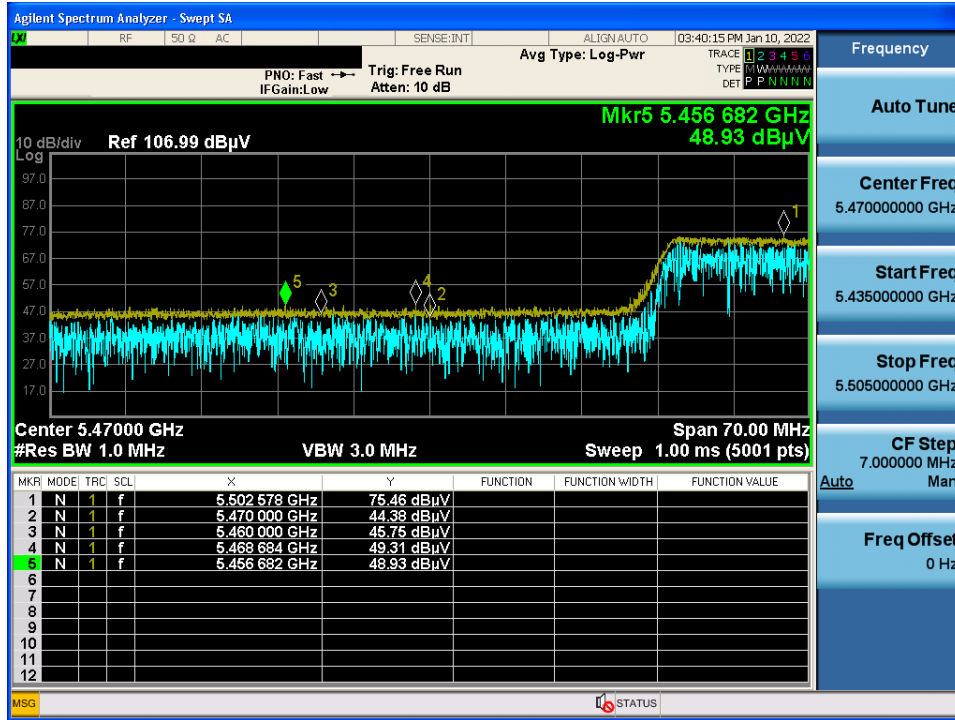 Agilent Spectrum Analyzer - Swept SA
LXI RF 50 Ω AC SENSE:INT ALIGN AUTO 03:40:15 PM Jan 10, 2022
PNO: Fast
IFGain:Low
Trig: Free Run
Atten: 10 dB
Avg Type: Log-Pwr
TRACE 1 2 3 4 5 6
TYPE MWWWWW
DET P P N N N N
Mkr5 5.456 682 GHz
48.93 dBµV
10 dB/div Ref 106.99 dBµV
Log
97.0
87.0
77.0
67.0
57.0
47.0
37.0
27.0
17.0
1
5
3
4
2
Center 5.47000 GHz Span 70.00 MHz
#Res BW 1.0 MHz VBW 3.0 MHz Sweep 1.00 ms (5001 pts)
MKR MODE TRC SCL X Y FUNCTION FUNCTION WIDTH FUNCTION VALUE
1 N 1 f 5.502 578 GHz 75.46 dBµV
2 N 1 f 5.470 000 GHz 44.38 dBµV
3 N 1 f 5.460 000 GHz 45.75 dBµV
4 N 1 f 5.468 684 GHz 49.31 dBµV
5 N 1 f 5.456 682 GHz 48.93 dBµV
6
7
8
9
10
11
12
MSG STATUS
Frequency
Auto Tune
Center Freq
5.470000000 GHz
Start Freq
5.435000000 GHz
Stop Freq
5.505000000 GHz
CF Step
7.000000 MHz
Auto Man
Freq Offset
0 Hz